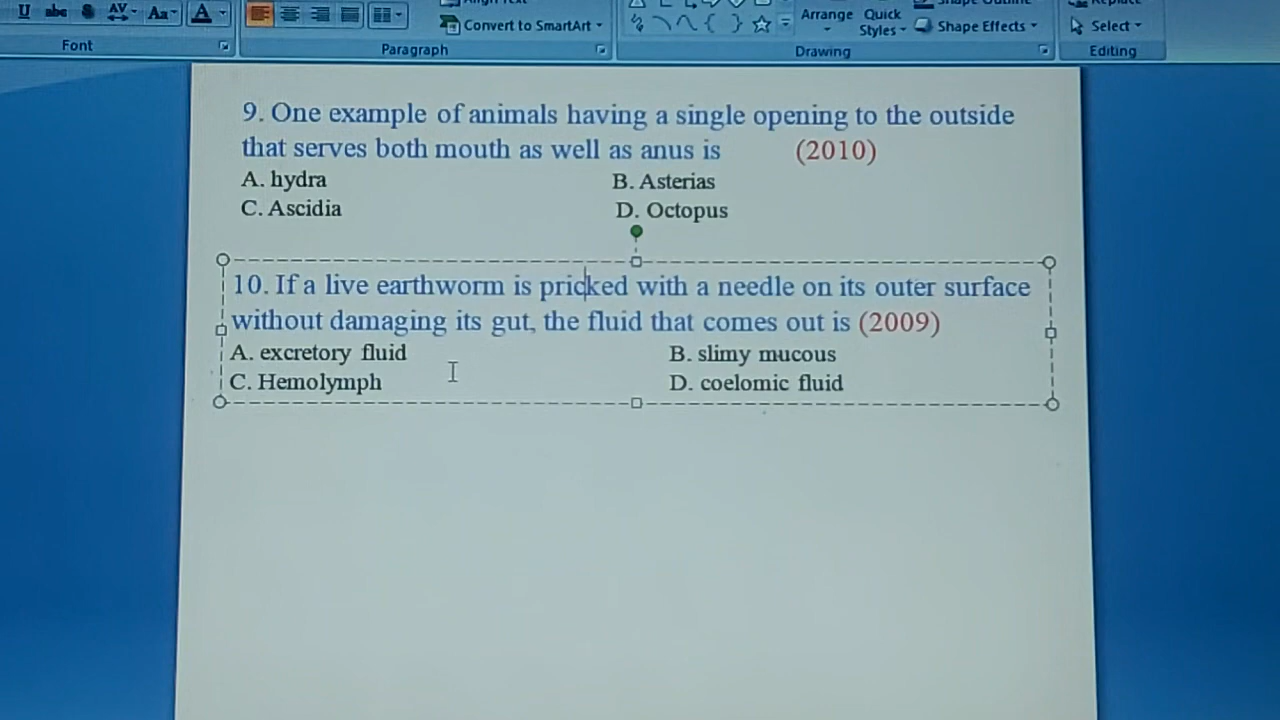 U abc S AV Aa A
Convert to SmartArt
Arrange Quick Styles
Shape Effects
Select
Font Paragraph Drawing Editing
9. One example of animals having a single opening to the outside
that serves both mouth as well as anus is (2010)
A. hydra B. Asterias
C. Ascidia D. Octopus
10. If a live earthworm is pricked with a needle on its outer surface
without damaging its gut, the fluid that comes out is (2009)
A. excretory fluid B. slimy mucous
C. Hemolymph D. coelomic fluid